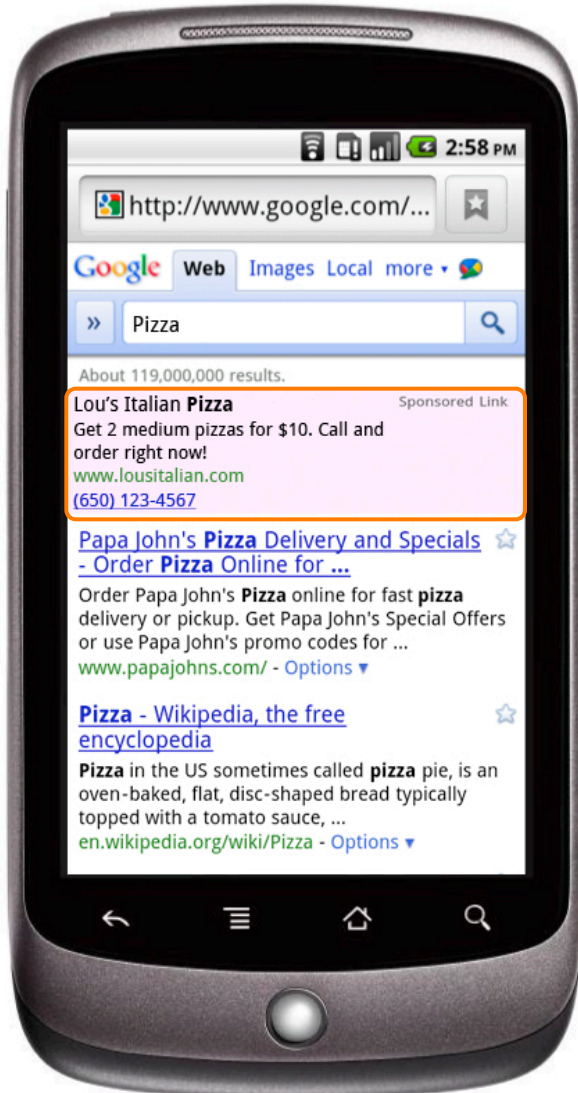 2:58 PM
http://www.google.com/...
Google Web Images Local more ▾
» Pizza
About 119,000,000 results.
Lou's Italian Pizza Sponsored Link
Get 2 medium pizzas for $10. Call and
order right now!
www.lousitalian.com
(650) 123-4567
Papa John's Pizza Delivery and Specials
- Order Pizza Online for ...
Order Papa John's Pizza online for fast pizza
delivery or pickup. Get Papa John's Special Offers
or use Papa John's promo codes for ...
www.papajohns.com/ - Options ▾
Pizza - Wikipedia, the free
encyclopedia
Pizza in the US sometimes called pizza pie, is an
oven-baked, flat, disc-shaped bread typically
topped with a tomato sauce, ...
en.wikipedia.org/wiki/Pizza - Options ▾